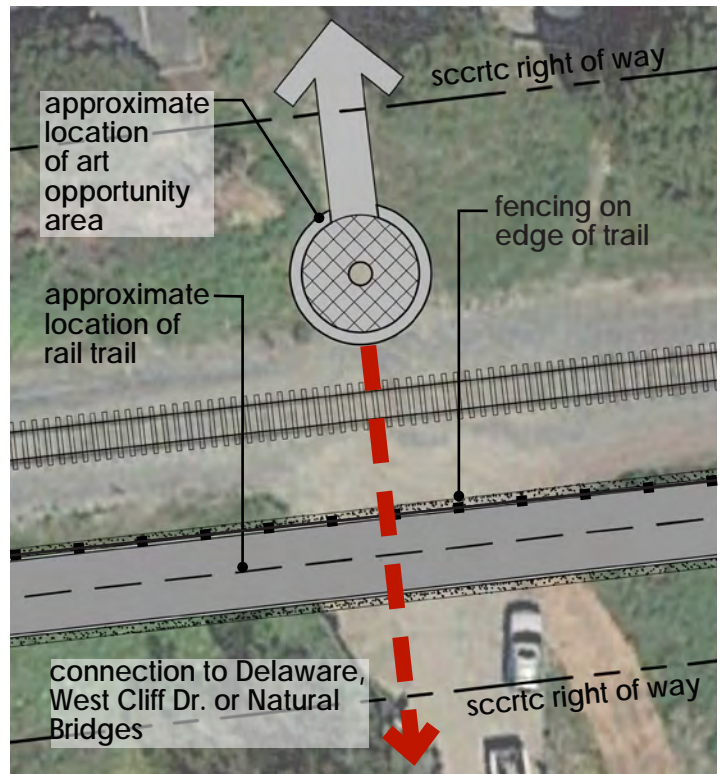 sccrtc right of way
approximate
location
of art
opportunity
area
fencing on
edge of trail
approximate
location of
rail trail
connection to Delaware,
West Cliff Dr. or Natural
Bridges
sccrtc right of way